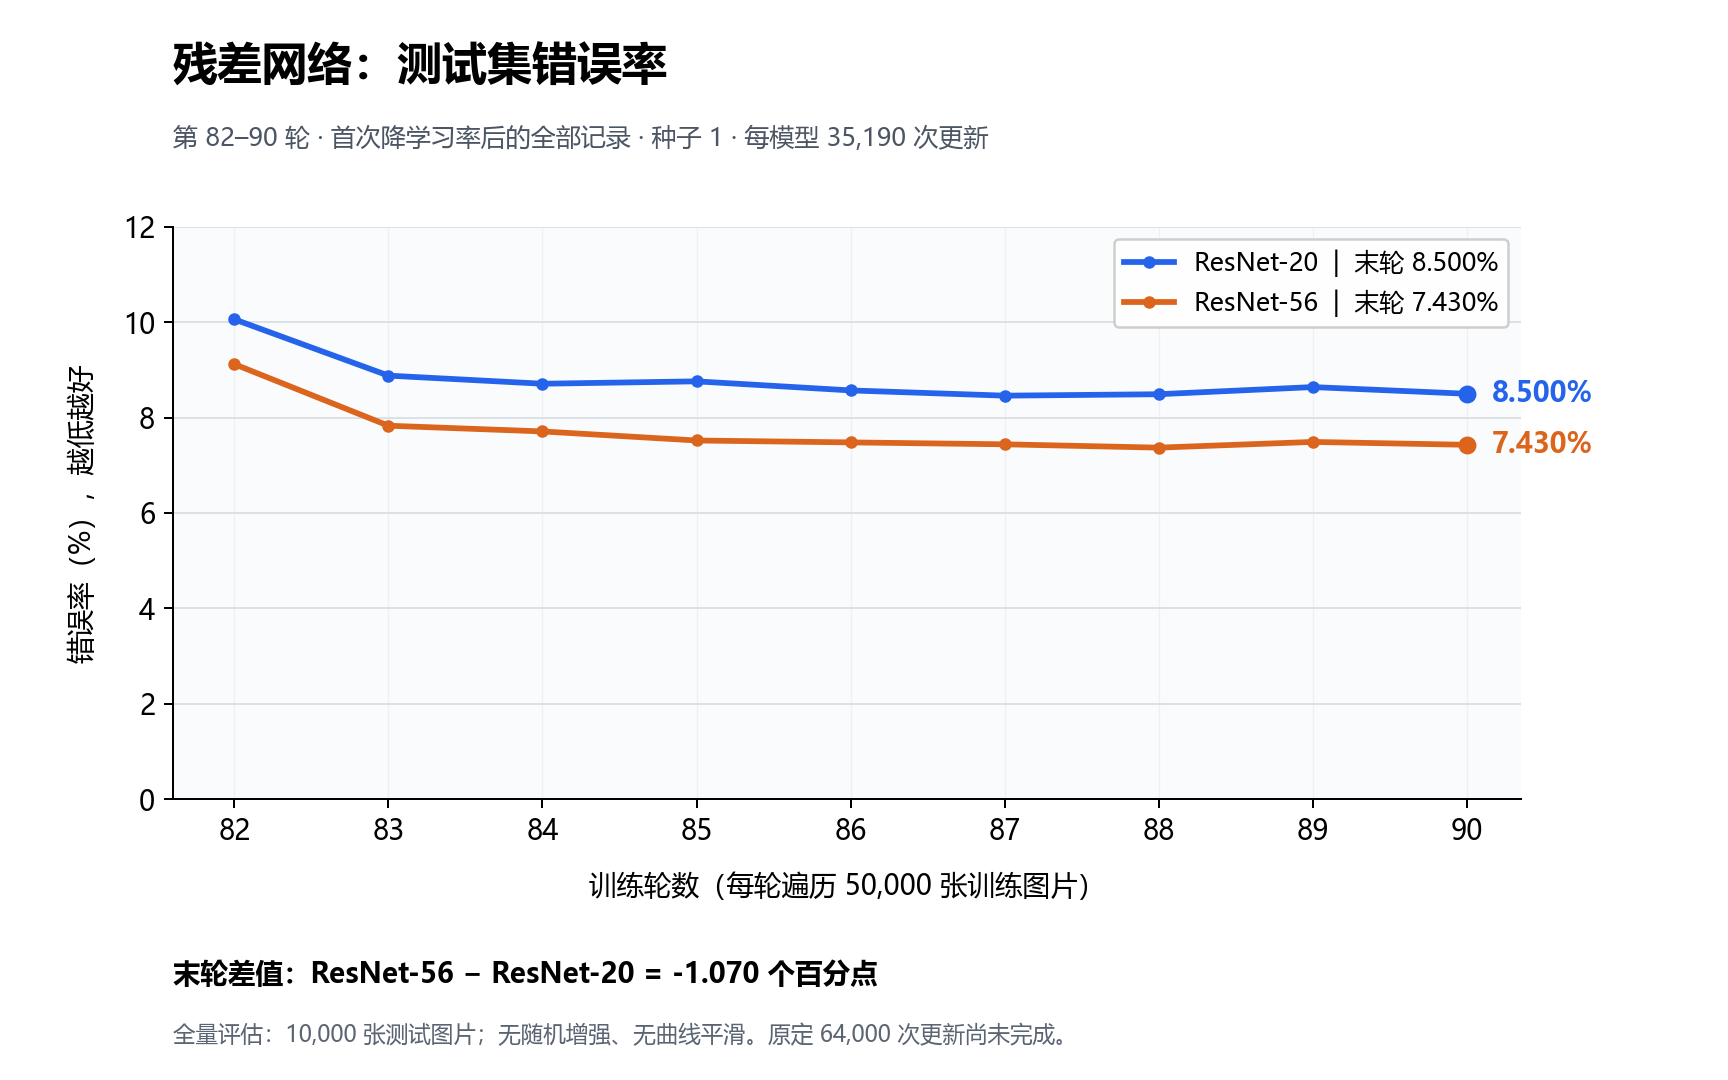 残差网络：测试集错误率
第 82–90 轮 · 首次降学习率后的全部记录 · 种子 1 · 每模型 35,190 次更新
错误率（%），越低越好
12
10
8
6
4
2
0
ResNet-20 | 末轮 8.500%
ResNet-56 | 末轮 7.430%
8.500%
7.430%
82 83 84 85 86 87 88 89 90
训练轮数（每轮遍历 50,000 张训练图片）
末轮差值：ResNet-56 − ResNet-20 = -1.070 个百分点
全量评估：10,000 张测试图片；无随机增强、无曲线平滑。原定 64,000 次更新尚未完成。